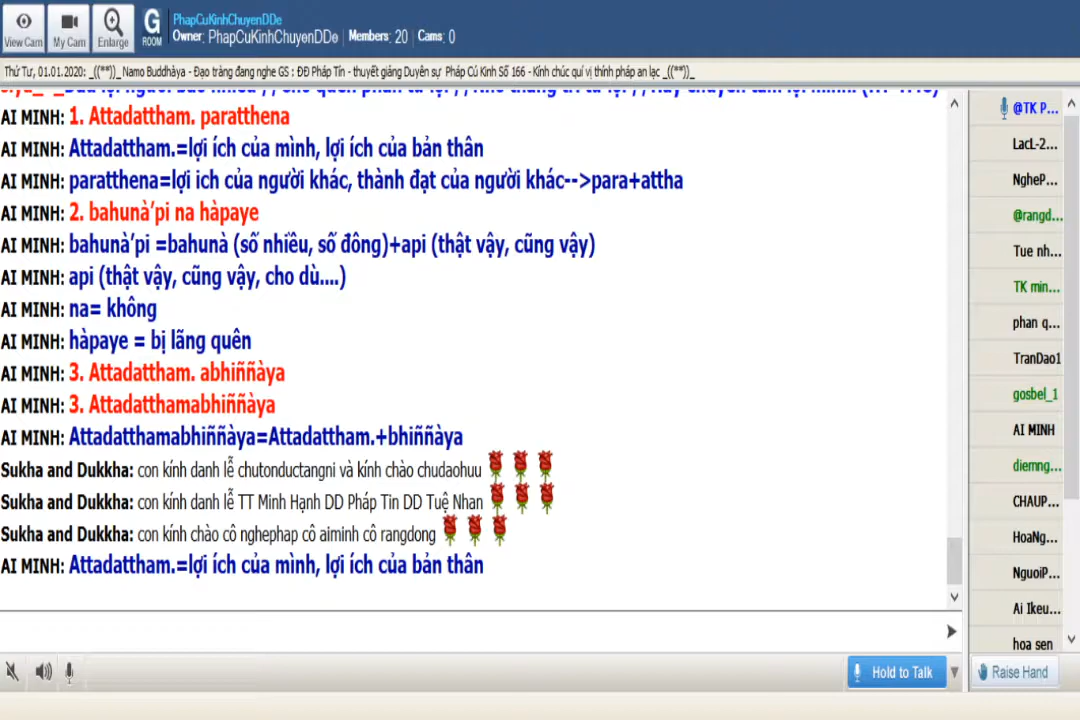 View Cam
My Cam
Enlarge
G
ROOM
PhapCuKinhChuyenDDe
Owner: PhapCuKinhChuyenDDe | Members: 20 | Cams: 0
Thứ Tư, 01.01.2020: _((**))_ Namo Buddhàya - Đạo tràng đang nghe GS : ĐĐ Pháp Tín - thuyết giảng Duyên sự Pháp Cú Kinh Số 166 - Kính chúc quí vị thính pháp an lạc _((**))_
AI MINH: 1. Attadattham. paratthena
AI MINH: Attadattham.=lợi ích của mình, lợi ích của bản thân
AI MINH: paratthena=lợi ich của người khác, thành đạt của người khác-->para+attha
AI MINH: 2. bahunà’pi na hàpaye
AI MINH: bahunà’pi =bahunà (số nhiều, số đông)+api (thật vậy, cũng vậy)
AI MINH: api (thật vậy, cũng vậy, cho dù....)
AI MINH: na= không
AI MINH: hàpaye = bị lãng quên
AI MINH: 3. Attadattham. abhiññàya
AI MINH: 3. Attadatthamabhiññàya
AI MINH: Attadatthamabhiññàya=Attadattham.+bhiññàya
Sukha and Dukkha: con kính danh lễ chutonductangni và kính chào chudaohuu
Sukha and Dukkha: con kính danh lễ TT Minh Hạnh DD Pháp Tin DD Tuệ Nhan
Sukha and Dukkha: con kính chào cô nghephap cô aiminh cô rangdong
AI MINH: Attadattham.=lợi ích của mình, lợi ích của bản thân
@TK P...
LacL-2...
NgheP...
@rangd...
Tue nh...
TK min...
phan q...
TranDao1
gosbel_1
AI MINH
diemng...
CHAUP...
HoaNg...
NguoiP...
Ai Ikeu...
hoa sen
Hold to Talk
Raise Hand